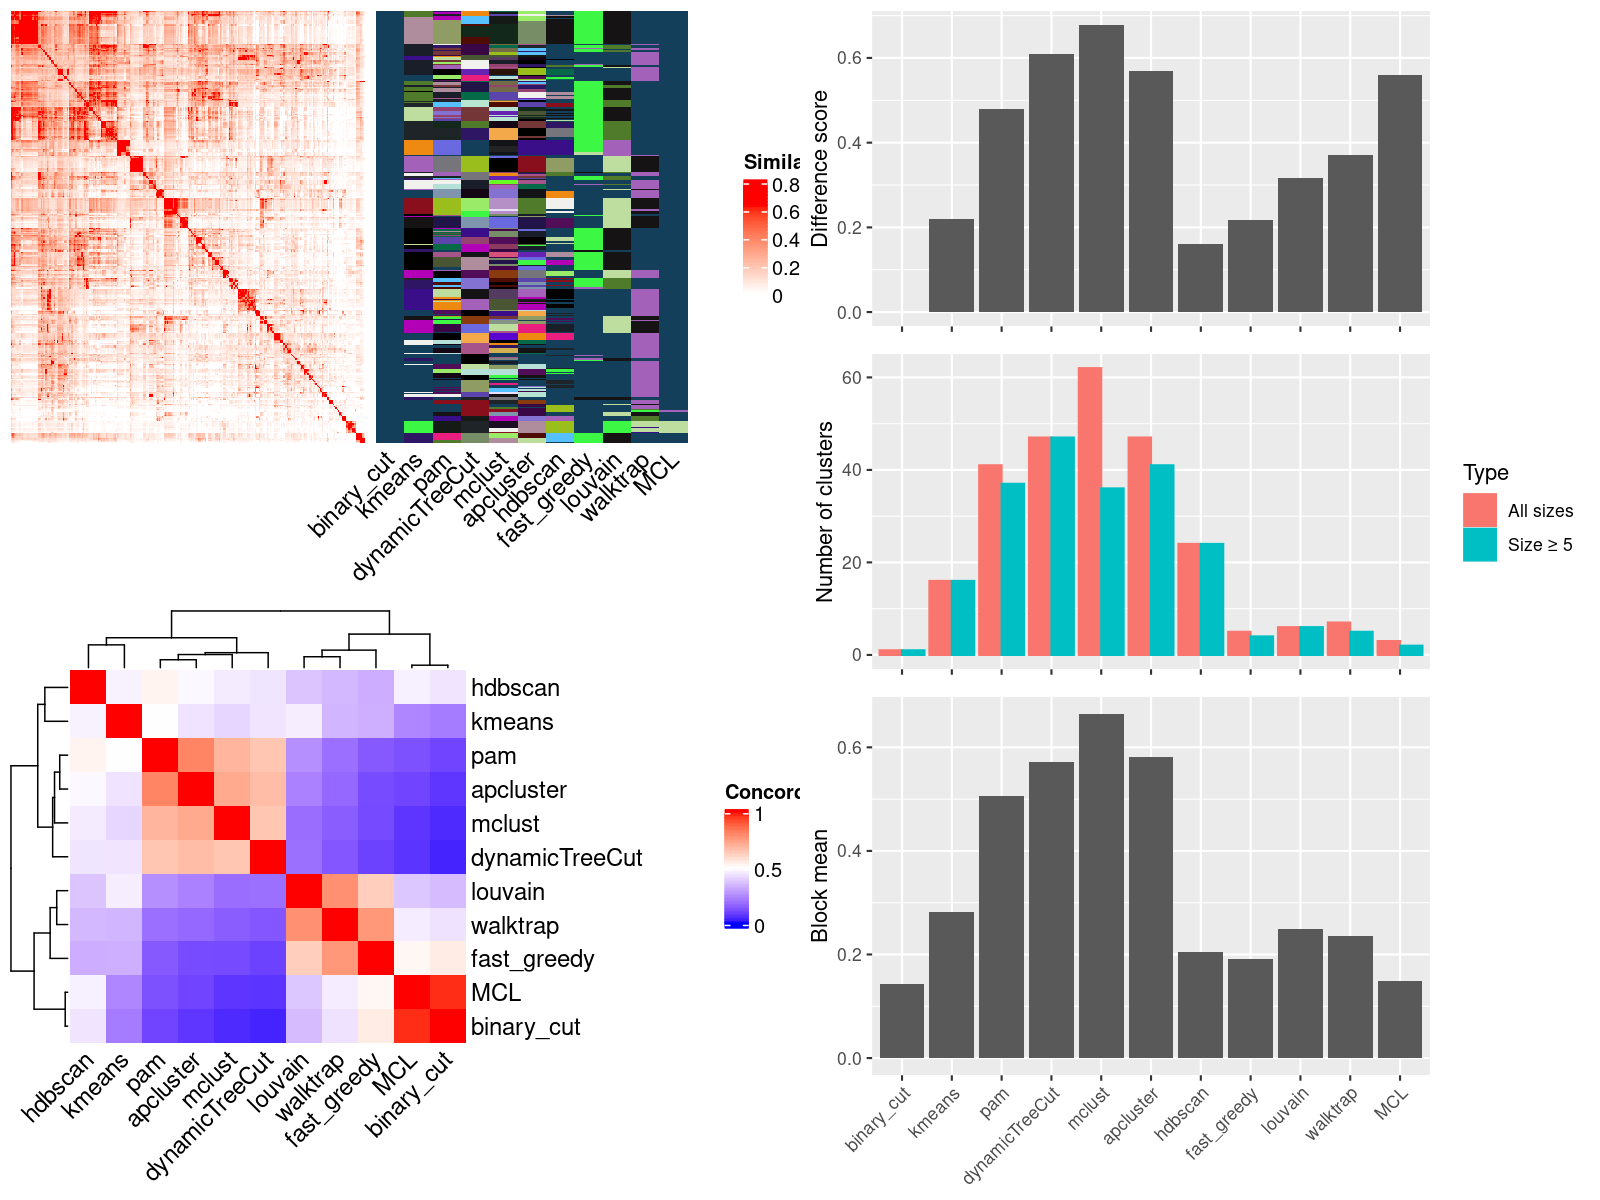 Simila
0.8
0.6
0.4
0.2
0
binary_cut
kmeans
pam
dynamicTreeCut
mclust
apcluster
hdbscan
fast_greedy
louvain
walktrap
MCL
hdbscan
kmeans
pam
apcluster
mclust
dynamicTreeCut
louvain
walktrap
fast_greedy
MCL
binary_cut
hdbscan
kmeans
pam
apcluster
mclust
dynamicTreeCut
louvain
walktrap
fast_greedy
MCL
binary_cut
Concord
1
0.5
0
Difference score
0.6
0.4
0.2
0.0
Number of clusters
60
40
20
0
Type
All sizes
Size ≥ 5
Block mean
0.6
0.4
0.2
0.0
binary_cut
kmeans
pam
dynamicTreeCut
mclust
apcluster
hdbscan
fast_greedy
louvain
walktrap
MCL